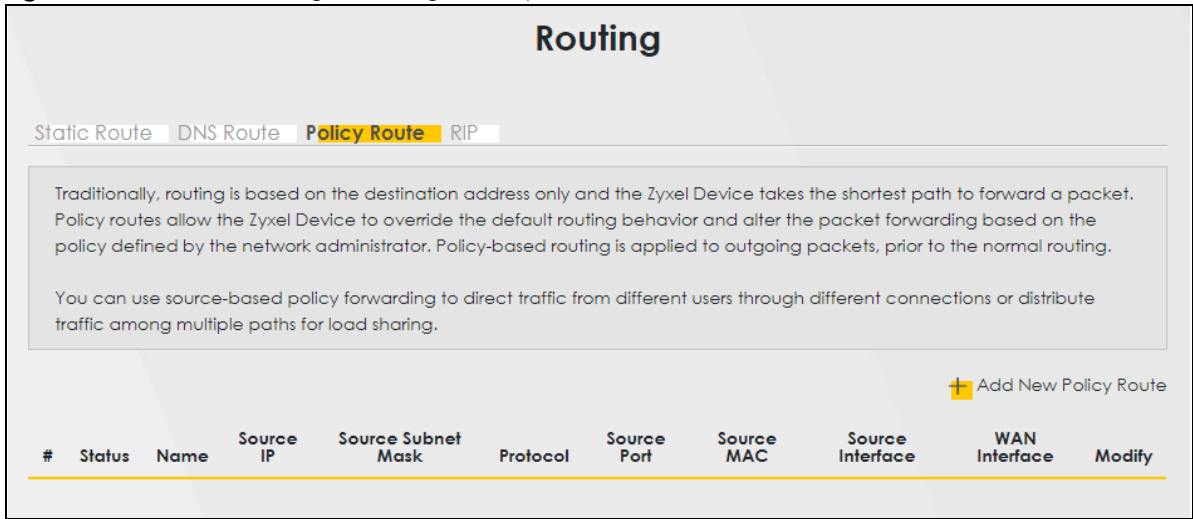 Routing
Static Route DNS Route Policy Route RIP
Traditionally, routing is based on the destination address only and the Zyxel Device takes the shortest path to forward a packet.
Policy routes allow the Zyxel Device to override the default routing behavior and alter the packet forwarding based on the
policy defined by the network administrator. Policy-based routing is applied to outgoing packets, prior to the normal routing.
You can use source-based policy forwarding to direct traffic from different users through different connections or distribute
traffic among multiple paths for load sharing.
+ Add New Policy Route
# Status Name Source IP Source Subnet Mask Protocol Source Port Source MAC Source Interface WAN Interface Modify